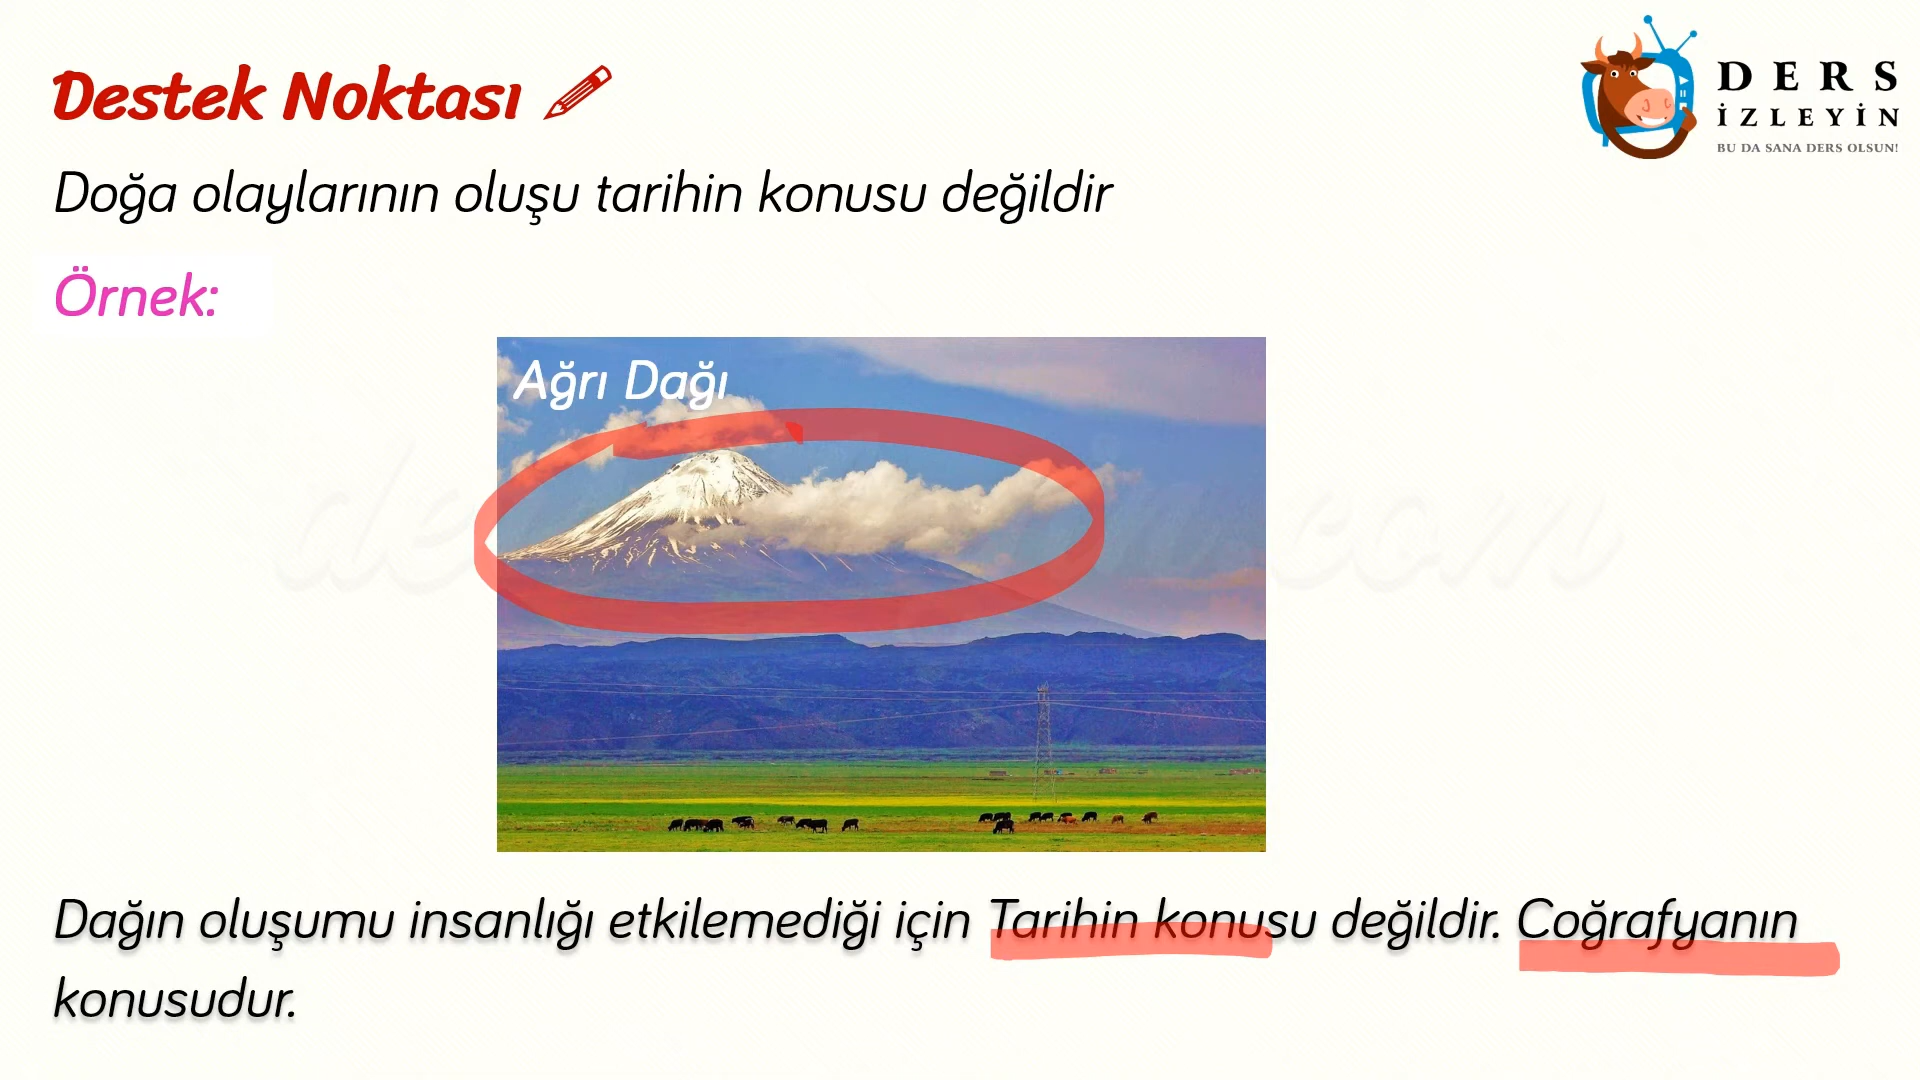 Destek Noktası
DERS
İZLEYİN
BU DA SANA DERS OLSUN!
Doğa olaylarının oluşu tarihin konusu değildir
Örnek:
Ağrı Dağı
Dağın oluşumu insanlığı etkilemediği için Tarihin konusu değildir. Coğrafyanın
konusudur.